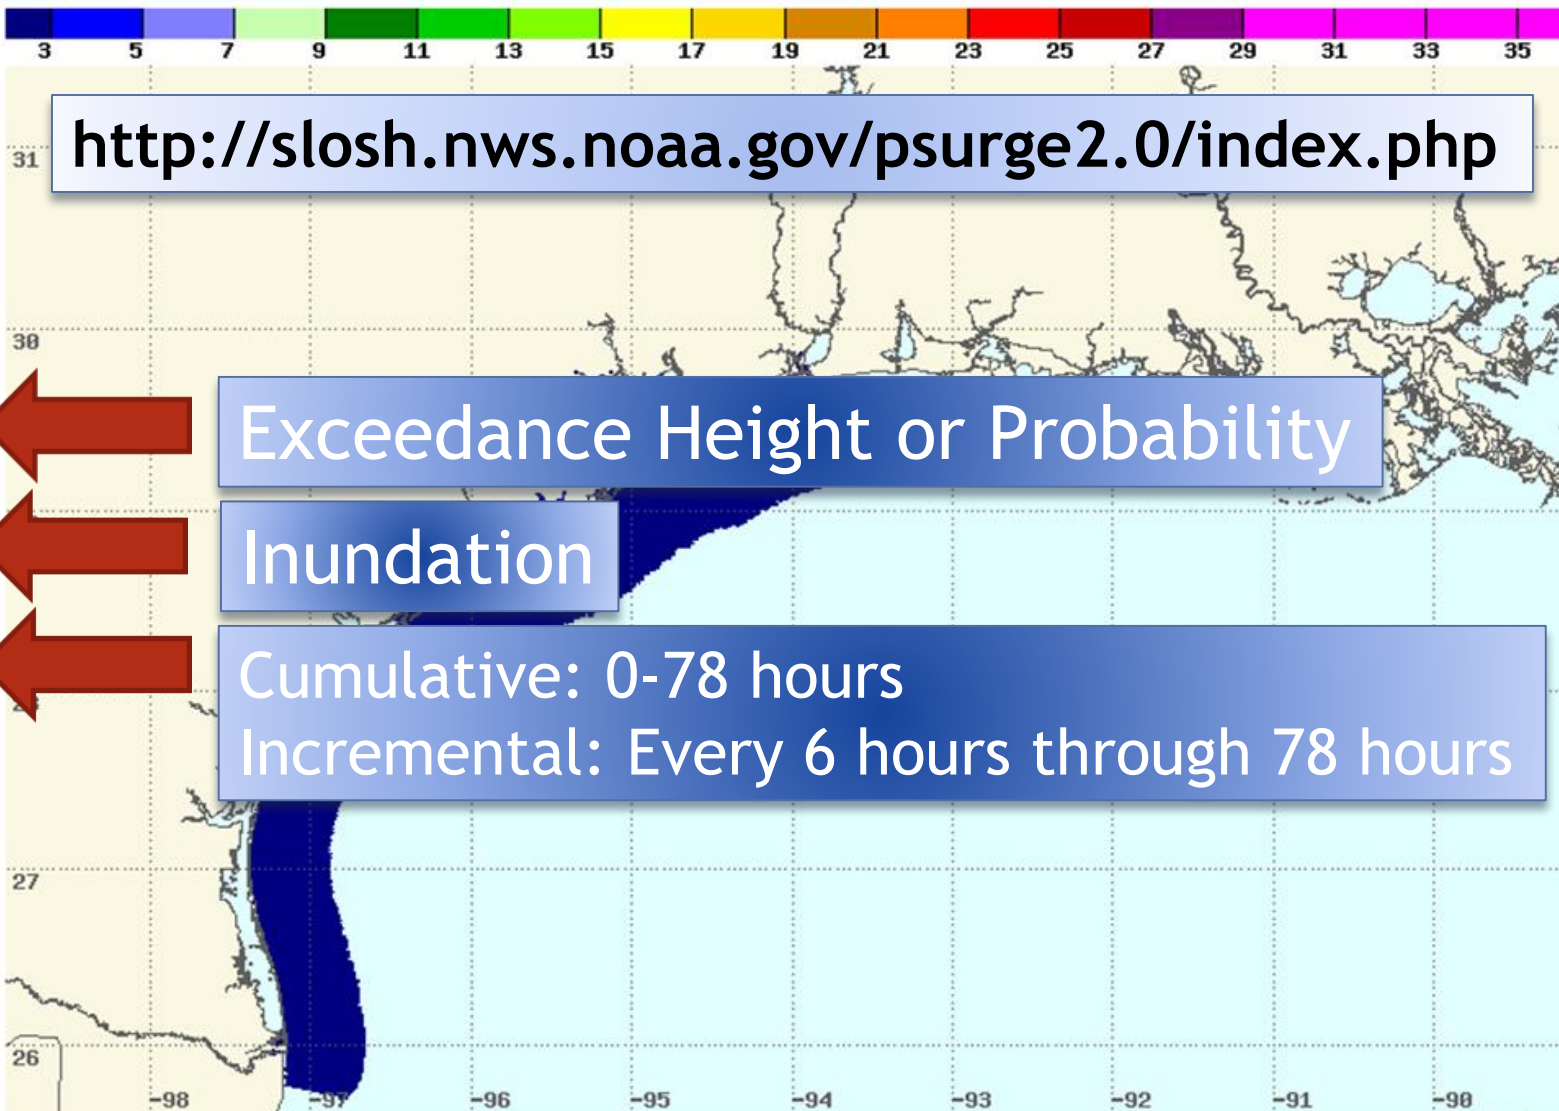 3 5 7 9 11 13 15 17 19 21 23 25 27 29 31 33 35
http://slosh.nws.noaa.gov/psurge2.0/index.php
31
30
Exceedance Height or Probability
Inundation
Cumulative: 0-78 hours
Incremental: Every 6 hours through 78 hours
27
26
-98 -97 -96 -95 -94 -93 -92 -91 -90